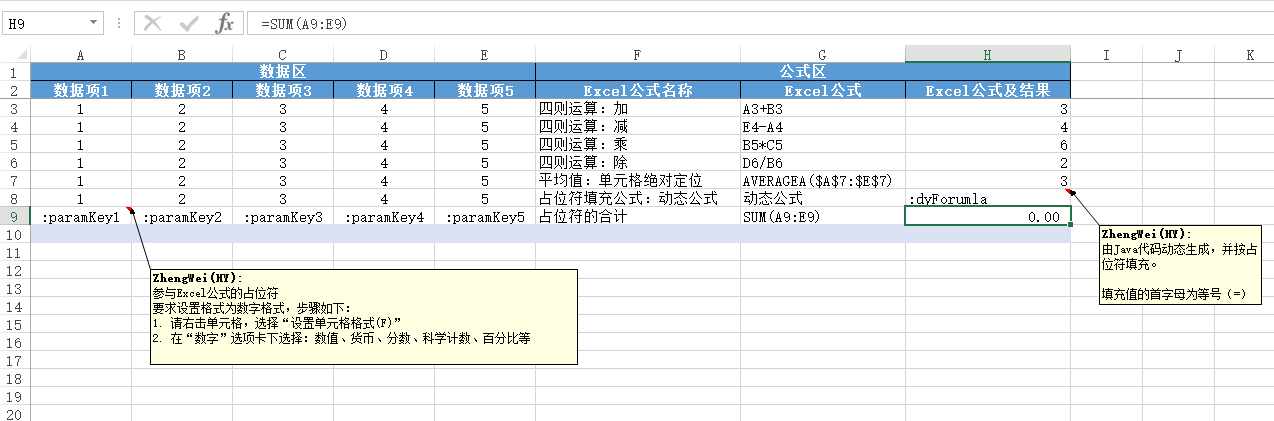 H9 fx =SUM(A9:E9)
A B C D E F G H I J K
1 数据区 公式区
2 数据项1 数据项2 数据项3 数据项4 数据项5 Excel公式名称 Excel公式 Excel公式及结果
3 1 2 3 4 5 四则运算：加 A3+B3 3
4 1 2 3 4 5 四则运算：减 E4-A4 4
5 1 2 3 4 5 四则运算：乘 B5*C5 6
6 1 2 3 4 5 四则运算：除 D6/B6 2
7 1 2 3 4 5 平均值：单元格绝对定位 AVERAGEA($A$7:$E$7) 3
8 1 2 3 4 5 占位符填充公式：动态公式 动态公式 :dyForumla
9 :paramKey1 :paramKey2 :paramKey3 :paramKey4 :paramKey5 占位符的合计 SUM(A9:E9) 0.00
10
11
12
13
14
15
16
17
18
19
20
ZhengWei(HY):
由Java代码动态生成，并按占
位符填充。
填充值的首字母为等号（=）
ZhengWei(HY):
参与Excel公式的占位符
要求设置格式为数字格式，步骤如下：
1. 请右击单元格，选择“设置单元格格式(F)”
2. 在“数字”选项卡下选择：数值、货币、分数、科学计数、百分比等